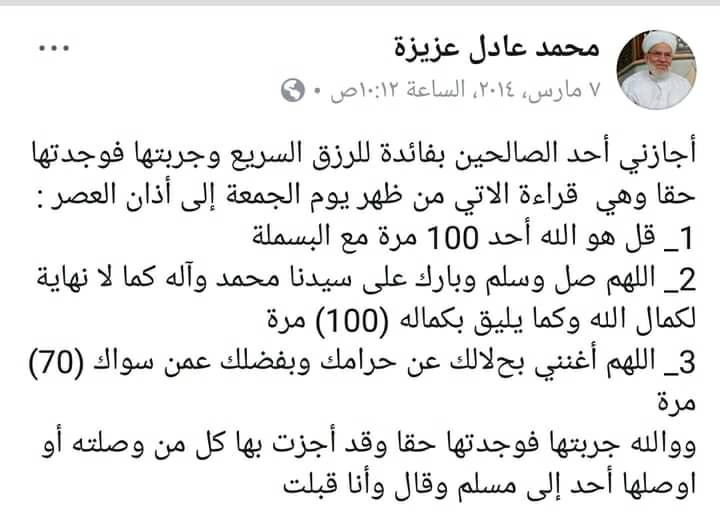 محمد عادل عزيزة
٧ مارس، ٢٠١٤، الساعة ١٠:١٢ص •
أجازني أحد الصالحين بفائدة للرزق السريع وجربتها فوجدتها
حقا وهي قراءة الاتي من ظهر يوم الجمعة إلى أذان العصر :
1_ قل هو الله أحد 100 مرة مع البسملة
2_ اللهم صل وسلم وبارك على سيدنا محمد وآله كما لا نهاية
لكمال الله وكما يليق بكماله (100) مرة
3_ اللهم أغنني بحلالك عن حرامك وبفضلك عمن سواك (70)
مرة
ووالله جربتها فوجدتها حقا وقد أجزت بها كل من وصلته أو
اوصلها أحد إلى مسلم وقال وأنا قبلت